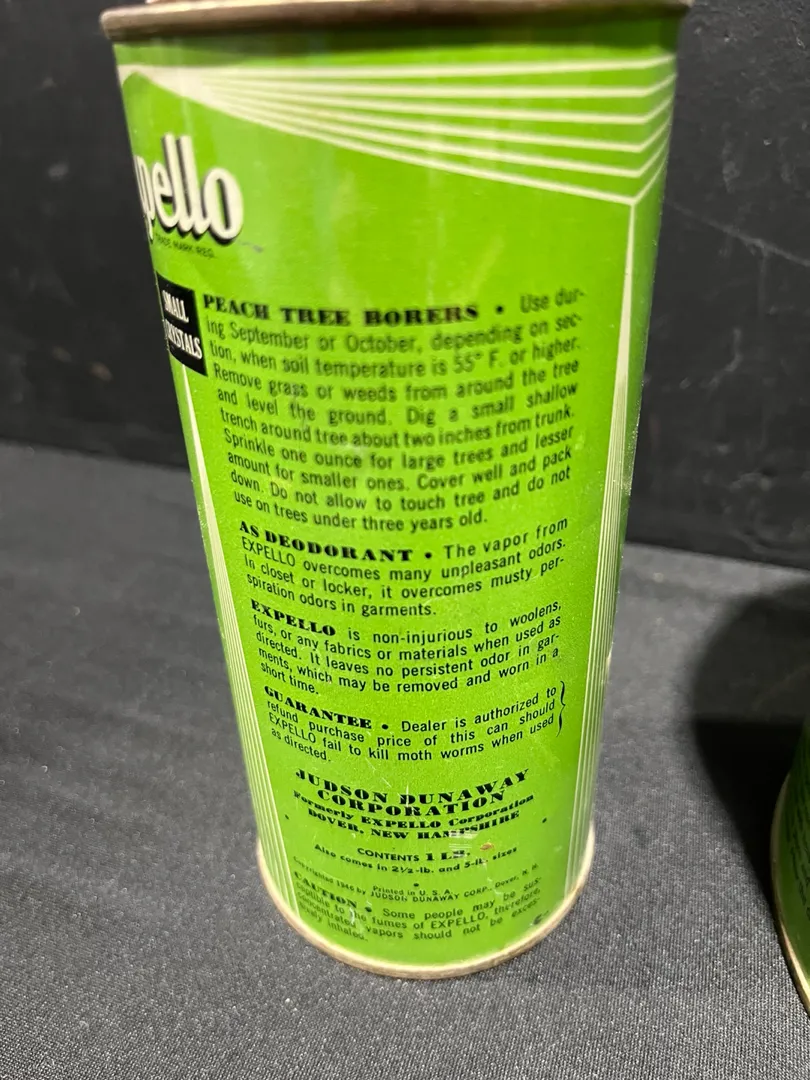 pello
TRADE MARK REG.
SMALL
CRYSTALS
PEACH TREE BORERS • Use dur-
ing September or October, depending on sec-
tion, when soil temperature is 55° F. or higher.
Remove grass or weeds from around the tree
and level the ground. Dig a small shallow
trench around tree about two inches from trunk.
Sprinkle one ounce for large trees and lesser
amount for smaller ones. Cover well and pack
down. Do not allow to touch tree and do not
use on trees under three years old.
AS DEODORANT • The vapor from
EXPELLO overcomes many unpleasant odors.
In closet or locker, it overcomes musty per-
spiration odors in garments.
EXPELLO is non-injurious to woolens,
furs, or any fabrics or materials when used as
directed. It leaves no persistent odor in gar-
ments, which may be removed and worn in a
short time.
GUARANTEE • Dealer is authorized to
refund purchase price of this can should
EXPELLO fail to kill moth worms when used
as directed.
JUDSON DUNAWAY
CORPORATION
Formerly EXPELLO Corporation
DOVER, NEW HAMPSHIRE
CONTENTS 1 LB.
Also comes in 2½-lb. and 5-lb. sizes
Printed in U. S. A.
Copyrighted 1946 by JUDSON DUNAWAY CORP., Dover, N. H.
CAUTION • Some people may be sus-
ceptible to the fumes of EXPELLO, therefore,
concentrated vapors should not be exces-
sively inhaled.